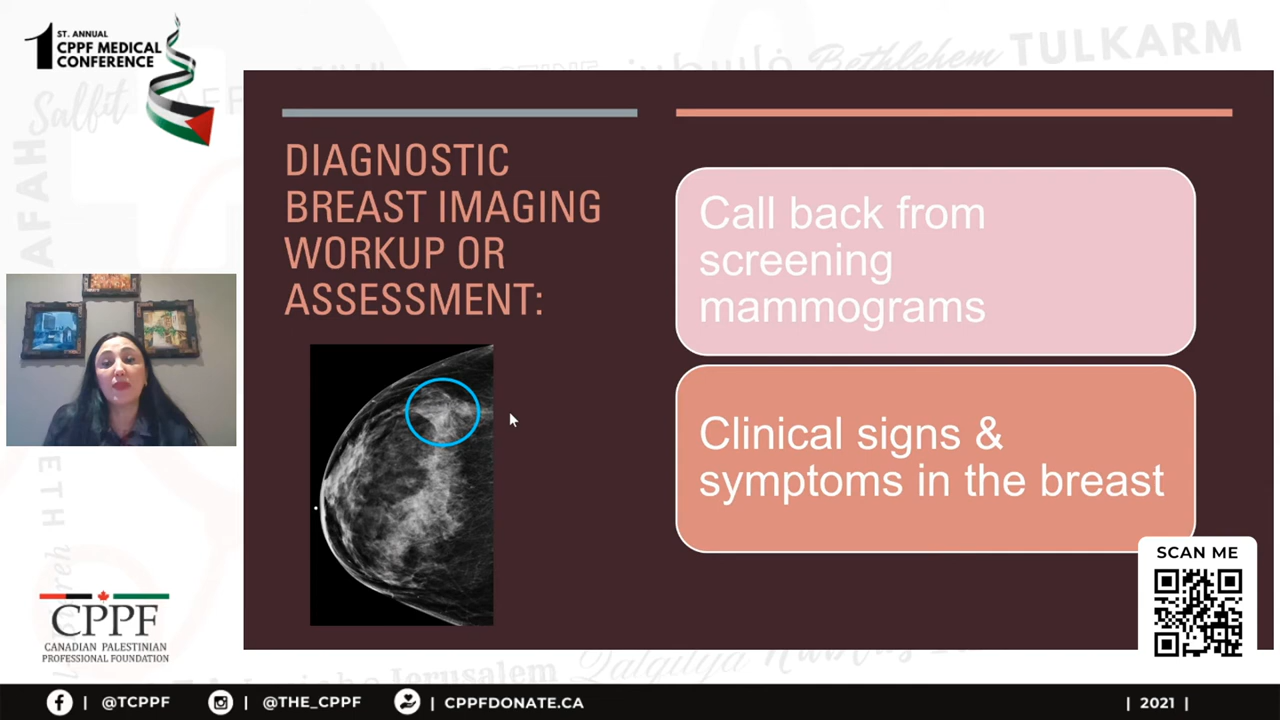 1 ST. ANNUAL
CPPF MEDICAL
CONFERENCE
Salfit
TULKARM
Bethlehem
DIAGNOSTIC
BREAST IMAGING
WORKUP OR
ASSESSMENT:
Call back from
screening
mammograms
Clinical signs &
symptoms in the breast
SCAN ME
CPPF
CANADIAN PALESTINIAN
PROFESSIONAL FOUNDATION
Jerusalem
Qalqilya
| @TCPPF
| @THE_CPPF
| CPPFDONATE.CA
| 2021 |